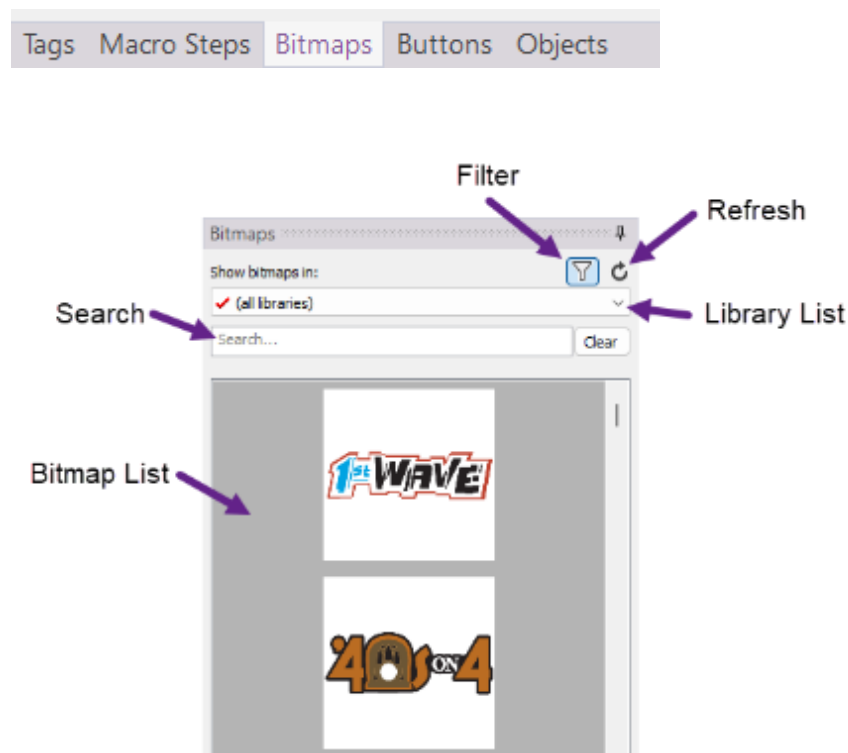 Tags Macro Steps Bitmaps Buttons Objects
Filter
Refresh
Bitmaps
Show bitmaps in:
(all libraries)
Library List
Search
Search...
Clear
Bitmap List
1st WAVE
'40s ON 4